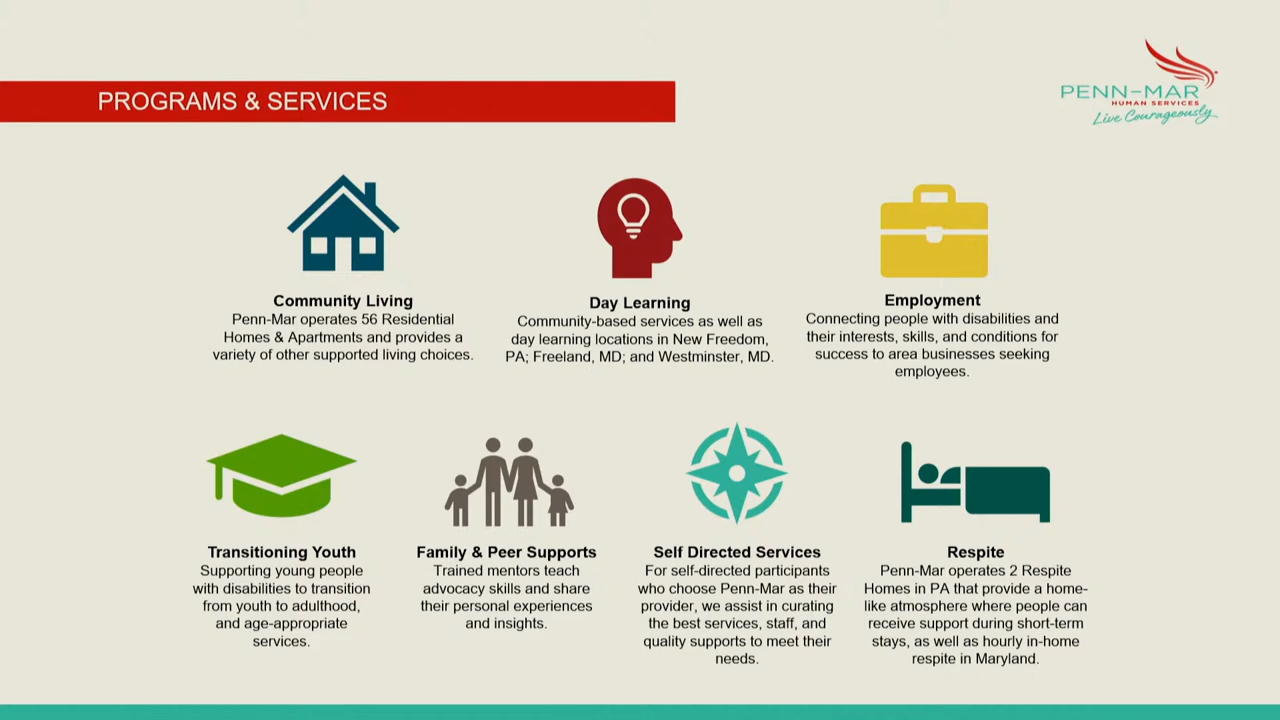 PROGRAMS & SERVICES
PENN-MAR
HUMAN SERVICES
Live Courageously
Community Living
Penn-Mar operates 56 Residential
Homes & Apartments and provides a
variety of other supported living choices.
Day Learning
Community-based services as well as
day learning locations in New Freedom,
PA; Freeland, MD; and Westminster, MD.
Employment
Connecting people with disabilities and
their interests, skills, and conditions for
success to area businesses seeking
employees.
Transitioning Youth
Supporting young people
with disabilities to transition
from youth to adulthood,
and age-appropriate
services.
Family & Peer Supports
Trained mentors teach
advocacy skills and share
their personal experiences
and insights.
Self Directed Services
For self-directed participants
who choose Penn-Mar as their
provider, we assist in curating
the best services, staff, and
quality supports to meet their
needs.
Respite
Penn-Mar operates 2 Respite
Homes in PA that provide a home-
like atmosphere where people can
receive support during short-term
stays, as well as hourly in-home
respite in Maryland.